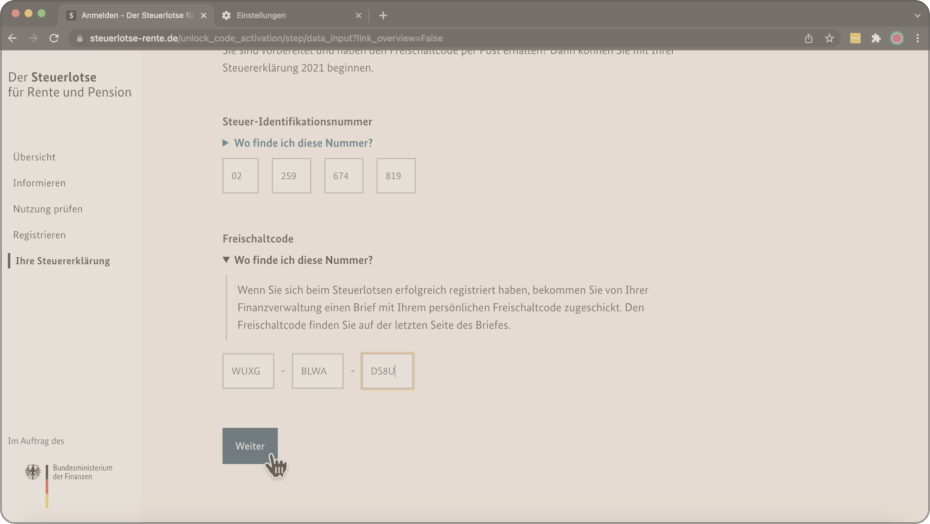 Anmelden – Der Steuerlotse fü
Einstellungen
steuerlotse-rente.de/unlock_code_activation/step/data_input?link_overview=False
Der Steuerlotse
für Rente und Pension
Übersicht
Informieren
Nutzung prüfen
Registrieren
Ihre Steuererklärung
Im Auftrag des
Bundesministerium
der Finanzen
Sie sind vorbereitet und haben den Freischaltcode per Post erhalten? Dann können Sie mit Ihrer
Steuererklärung 2021 beginnen.
Steuer-Identifikationsnummer
Wo finde ich diese Nummer?
02 259 674 819
Freischaltcode
Wo finde ich diese Nummer?
Wenn Sie sich beim Steuerlotsen erfolgreich registriert haben, bekommen Sie von Ihrer
Finanzverwaltung einen Brief mit Ihrem persönlichen Freischaltcode zugeschickt. Den
Freischaltcode finden Sie auf der letzten Seite des Briefes.
WUXG - BLWA - DS8U
Weiter